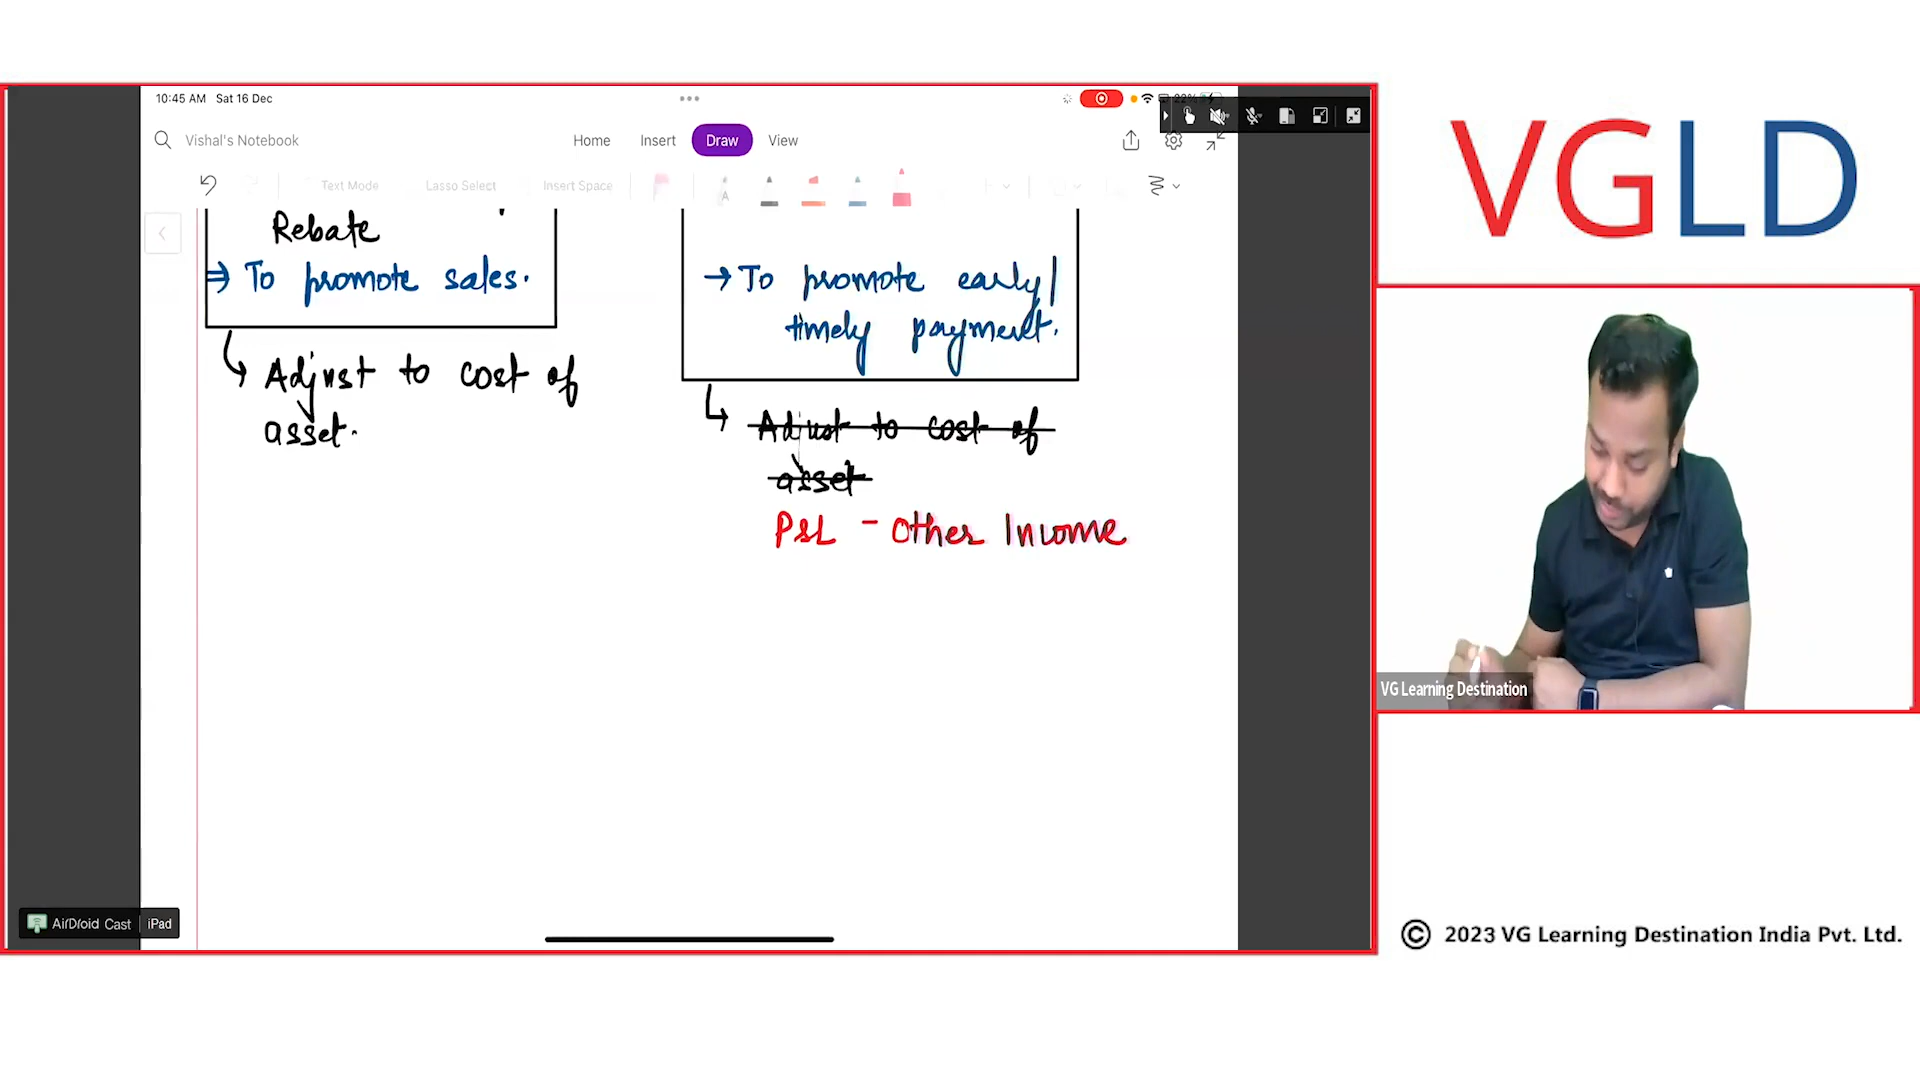 10:45 AM Sat 16 Dec
22%
Vishal's Notebook
Home Insert Draw View
Text Mode Lasso Select Insert Space
Rebate
⇒ To promote sales.
↳ Adjust to cost of
asset.
→ To promote early/
timely payment.
↳ Adjust to cost of
asset
P&L - Other Income
VGLD
VG Learning Destination
AirDroid Cast iPad
© 2023 VG Learning Destination India Pvt. Ltd.